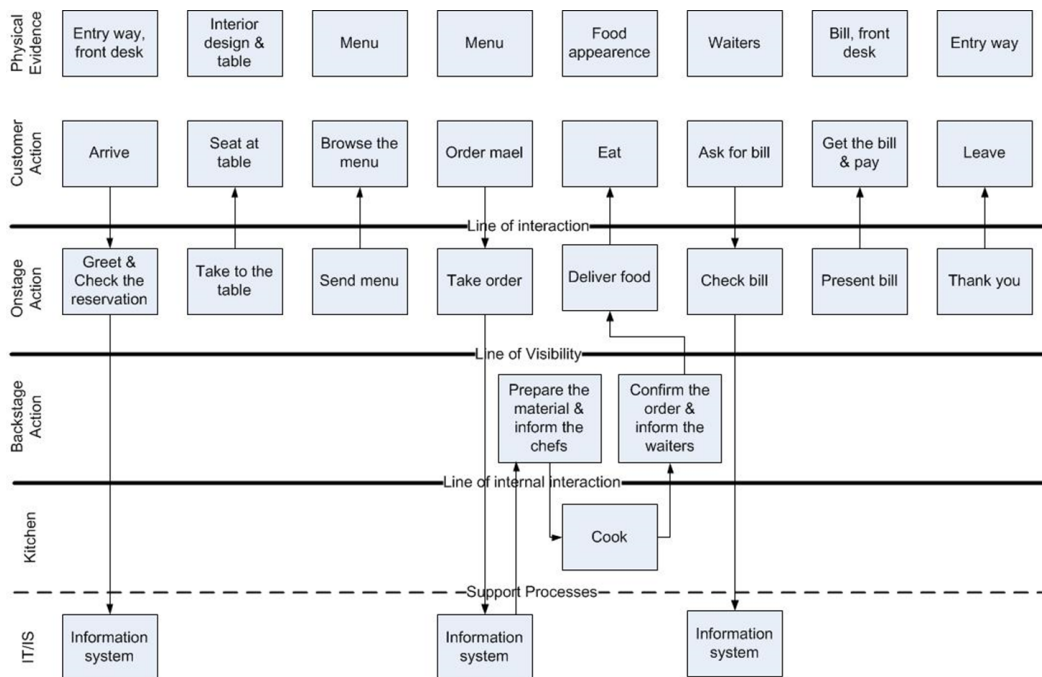 Physical
Evidence
Entry way,
front desk
Interior
design &
table
Menu
Menu
Food
appearence
Waiters
Bill, front
desk
Entry way
Customer
Action
Arrive
Seat at
table
Browse the
menu
Order mael
Eat
Ask for bill
Get the bill
& pay
Leave
Line of interaction
Onstage
Action
Greet &
Check the
reservation
Take to the
table
Send menu
Take order
Deliver food
Check bill
Present bill
Thank you
Line of Visibility
Backstage
Action
Prepare the
material &
inform the
chefs
Confirm the
order &
inform the
waiters
Line of internal interaction
Kitchen
Cook
Support Processes
IT/IS
Information
system
Information
system
Information
system